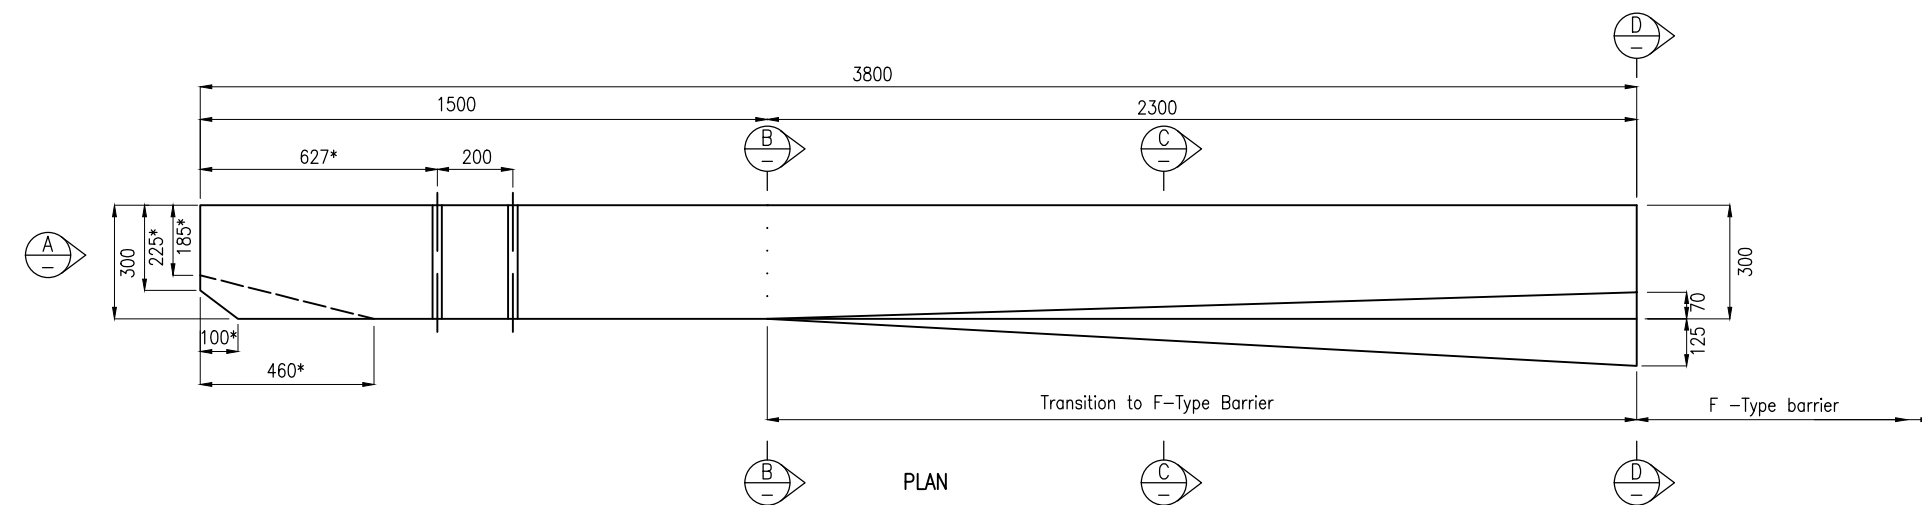 D
–
3800
1500
2300
B
–
C
–
627*
200
A
–
300
225*
185*
300
70
125
100*
460*
Transition to F–Type Barrier
F –Type barrier
B
–
PLAN
C
–
D
–